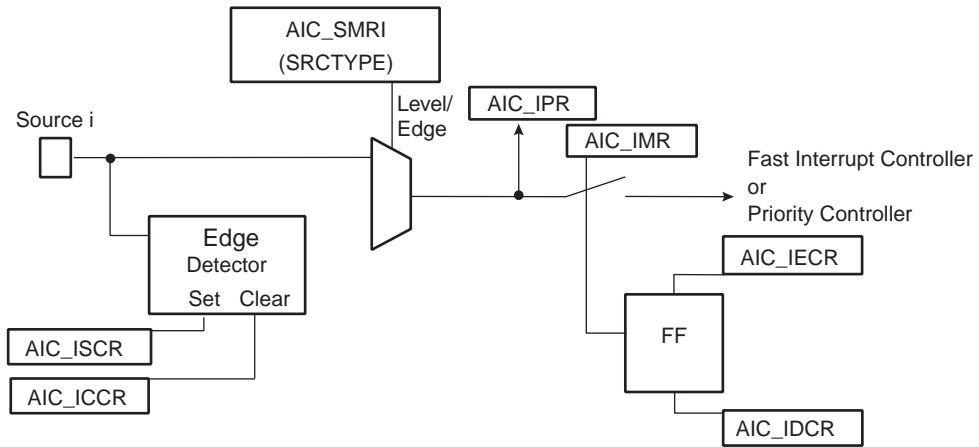 AIC_SMRI
(SRCTYPE)
Level/
Edge
AIC_IPR
AIC_IMR
Source i
Fast Interrupt Controller
or
Priority Controller
Edge
Detector
Set Clear
AIC_IECR
FF
AIC_ISCR
AIC_ICCR
AIC_IDCR